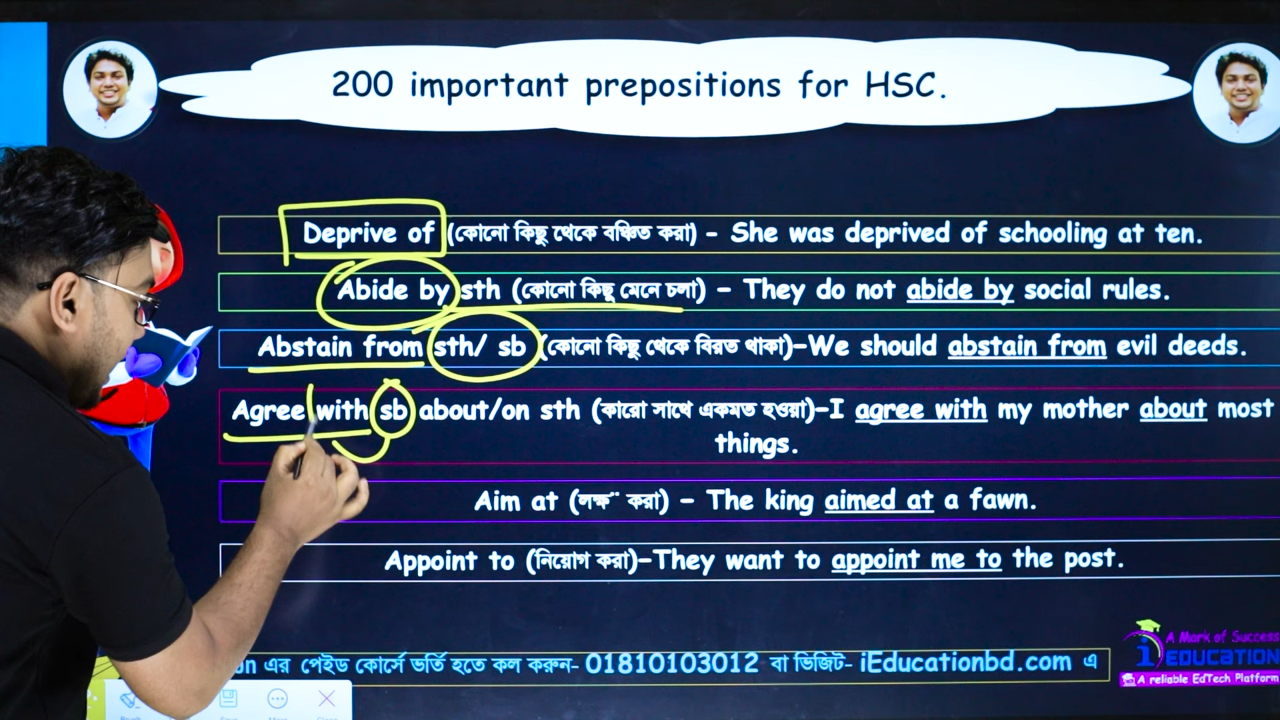 200 important prepositions for HSC.
Deprive of (কোনো কিছু থেকে বঞ্চিত করা) - She was deprived of schooling at ten.
Abide by sth (কোনো কিছু মেনে চলা) - They do not abide by social rules.
Abstain from sth/ sb (কোনো কিছু থেকে বিরত থাকা)-We should abstain from evil deeds.
Agree with sb about/on sth (কারো সাথে একমত হওয়া)-I agree with my mother about most
things.
Aim at (লক্ষ¨ করা) - The king aimed at a fawn.
Appoint to (নিয়োগ করা)-They want to appoint me to the post.
এর পেইড কোর্সে ভর্তি হতে কল করুন- 01810103012 বা ভিজিট- iEducationbd.com এ
A Mark of Success
iEDUCATION
A reliable EdTech Platform